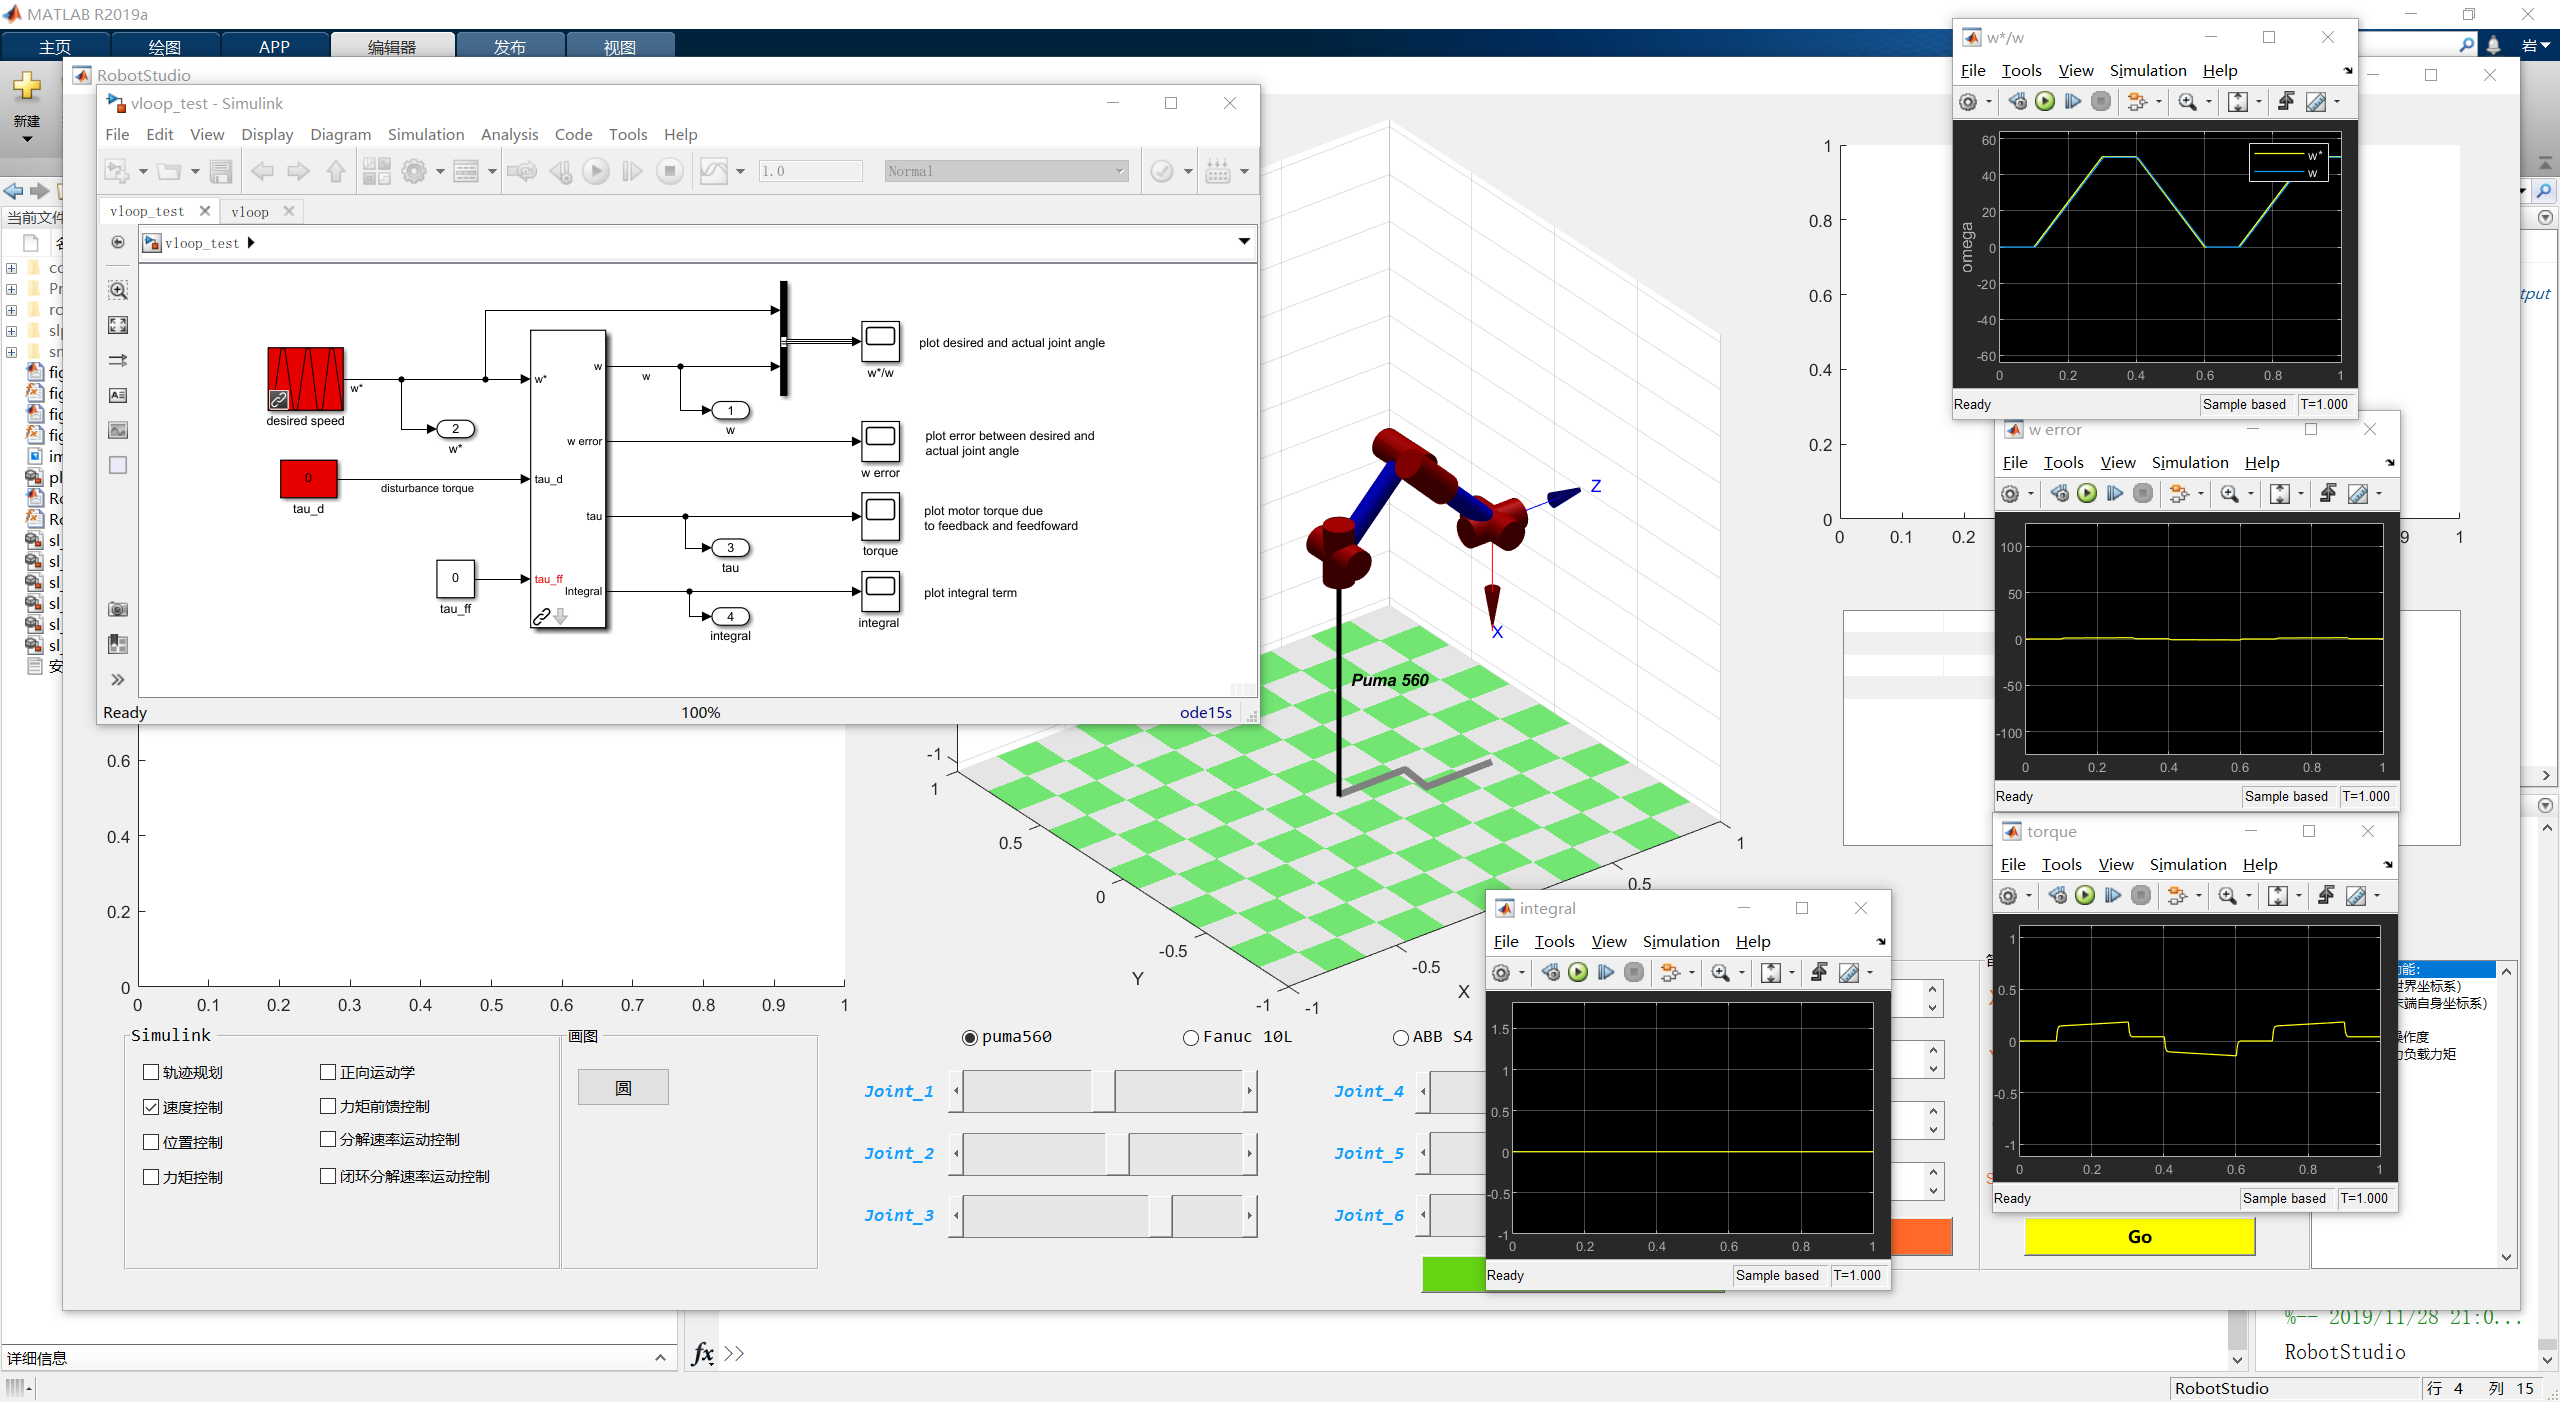 MATLAB R2019a
主页 绘图 APP 编辑器 发布 视图
岩
新建
当前文件
RobotStudio
vloop_test - Simulink
File Edit View Display Diagram Simulation Analysis Code Tools Help
1.0 Normal
vloop_test vloop
vloop_test
desired speed
w*
2
w*
0
tau_d
disturbance torque
0
tau_ff
w*
tau_d
tau_ff
w
w error
tau
Integral
w
1
w
3
tau
4
integral
w*/w
plot desired and actual joint angle
w error
plot error between desired and
actual joint angle
torque
plot motor torque due
to feedback and feedfoward
integral
plot integral term
Ready 100% ode15s
0.6
0.4
0.2
0
0 0.1 0.2 0.3 0.4 0.5 0.6 0.7 0.8 0.9 1
Z
X
Puma 560
-1
1
0.5
0
-0.5
-1
Y
-1
-0.5
0.5
1
X
1
0.8
0.6
0.4
0.2
0
0 0.1 0.2 1
w*/w
File Tools View Simulation Help
60
40
20
0
-20
-40
-60
omega
w*
w
0 0.2 0.4 0.6 0.8 1
Ready Sample based T=1.000
w error
File Tools View Simulation Help
100
50
0
-50
-100
0 0.2 0.4 0.6 0.8 1
Ready Sample based T=1.000
torque
File Tools View Simulation Help
1
0.5
0
-0.5
-1
0 0.2 0.4 0.6 0.8 1
Ready Sample based T=1.000
integral
File Tools View Simulation Help
1.5
1
0.5
0
-0.5
-1
0 0.2 0.4 0.6 0.8 1
Ready Sample based T=1.000
Simulink
轨迹规划 正向运动学
速度控制 力矩前馈控制
位置控制 分解速率运动控制
力矩控制 闭环分解速率运动控制
画图
圆
puma560 Fanuc 10L ABB S4
Joint_1 Joint_4
Joint_2 Joint_5
Joint_3 Joint_6
Go
世界坐标系)
末端自身坐标系)
操作度
力负载力矩
详细信息
fx >>
%-- 2019/11/28 21:0...
RobotStudio
RobotStudio 行 4 列 15